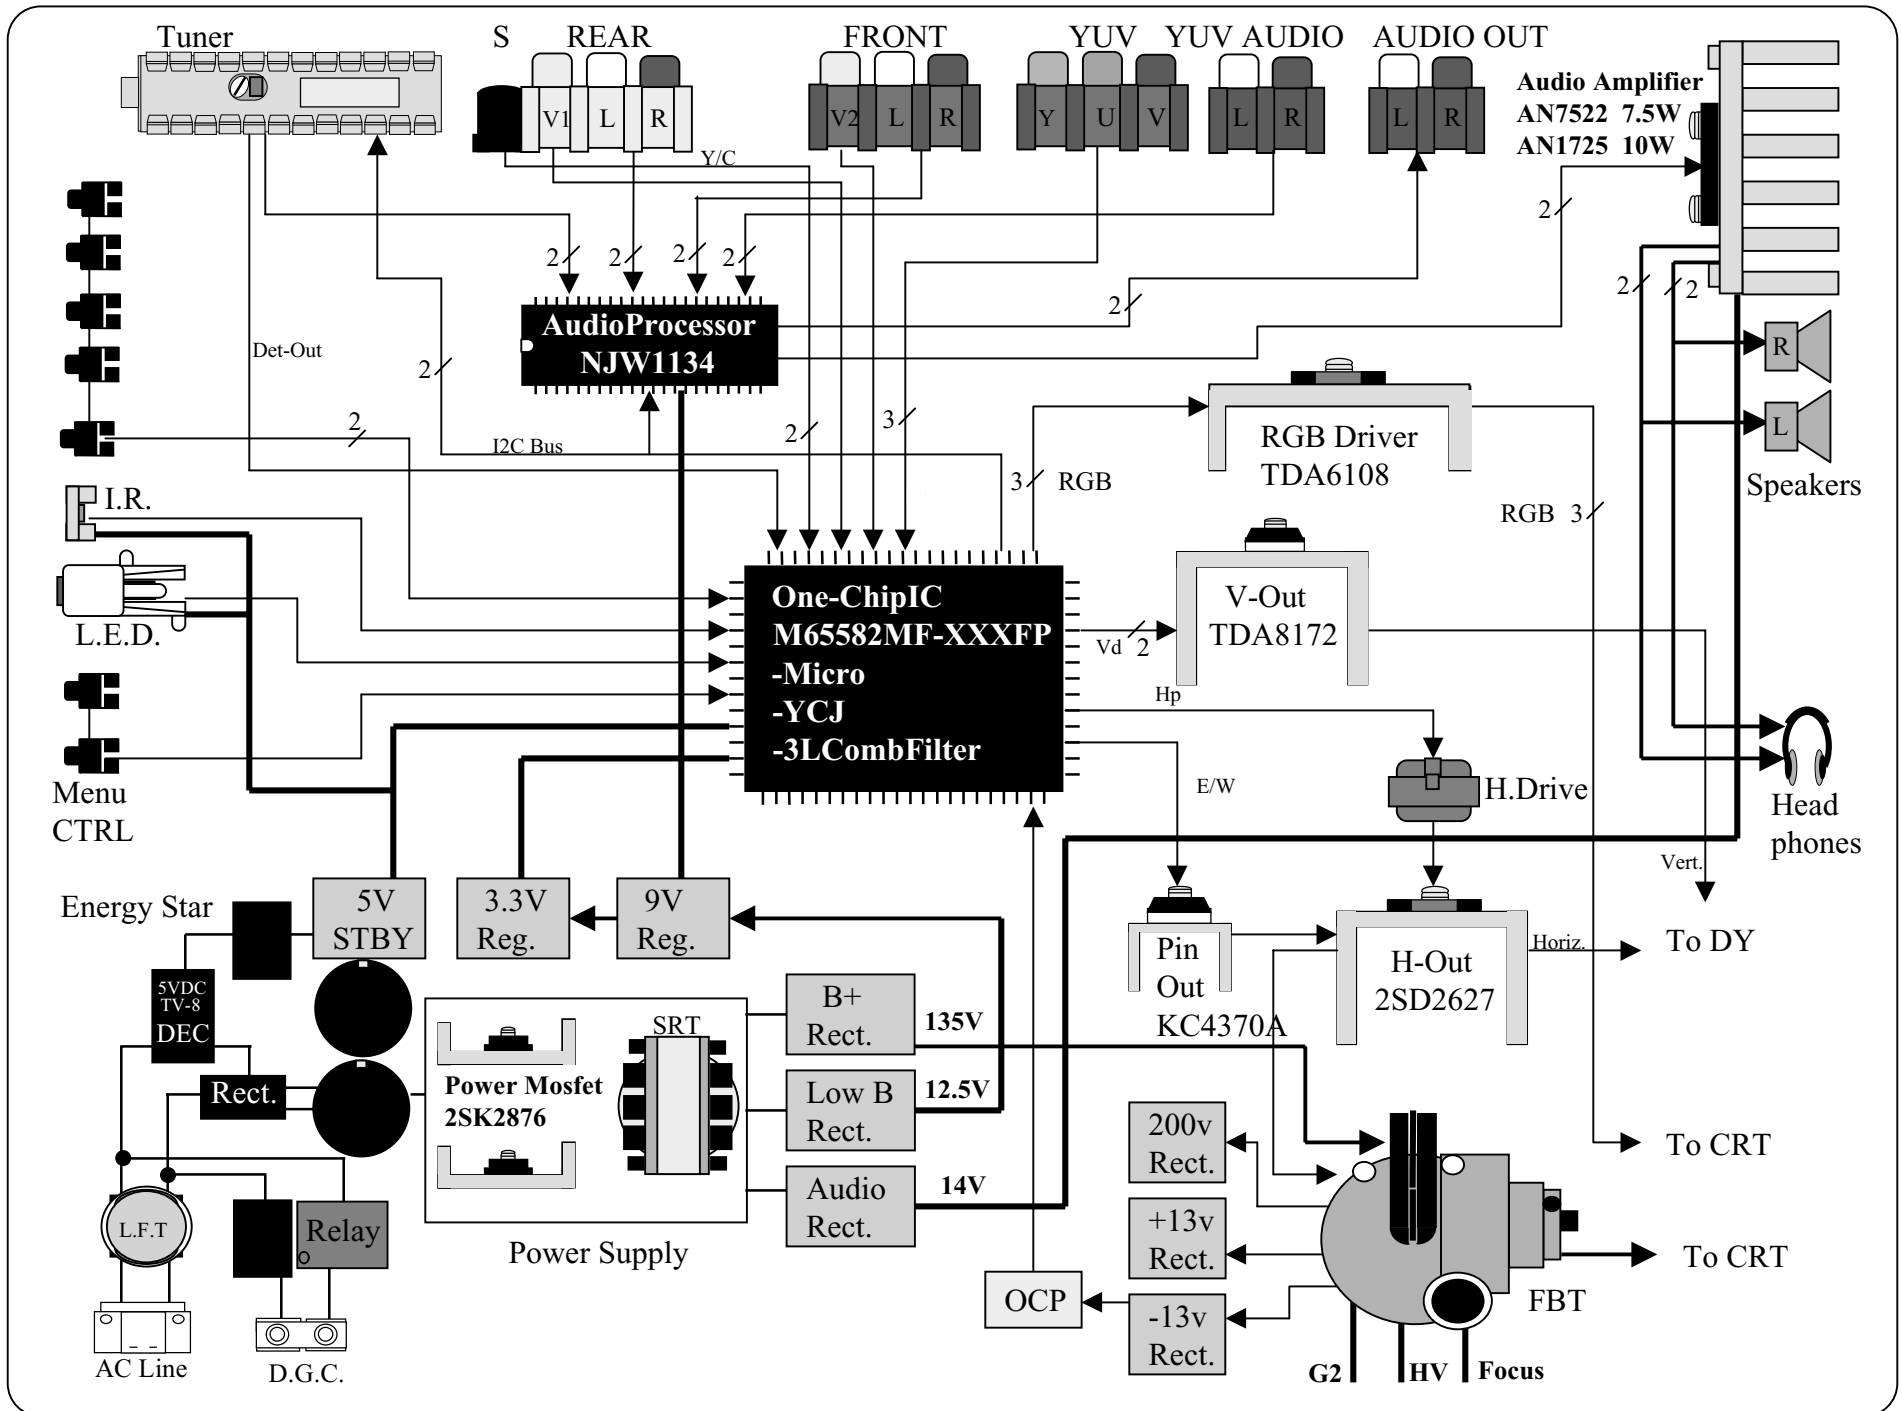 Tuner
S
REAR
FRONT
YUV
YUV AUDIO
AUDIO OUT
Audio Amplifier
AN7522 7.5W
AN1725 10W
V1
L
R
V2
L
R
Y
U
V
L
R
L
R
Y/C
2
2
2
2
2
2
2
2
AudioProcessor
NJW1134
Det-Out
2
R
L
Speakers
2
I2C Bus
2
3
3
RGB
RGB Driver
TDA6108
RGB 3
I.R.
L.E.D.
One-ChipIC
M65582MF-XXXFP
-Micro
-YCJ
-3LCombFilter
Vd
2
V-Out
TDA8172
Hp
E/W
H.Drive
Menu
CTRL
Head
phones
Vert.
Energy Star
5V
STBY
3.3V
Reg.
9V
Reg.
Pin
Out
KC4370A
H-Out
2SD2627
Horiz.
To DY
5VDC
TV-8
DEC
Rect.
SRT
Power Mosfet
2SK2876
B+
Rect.
135V
Low B
Rect.
12.5V
Audio
Rect.
14V
200v
Rect.
+13v
Rect.
-13v
Rect.
To CRT
To CRT
L.F.T
Relay
Power Supply
OCP
FBT
AC Line
D.G.C.
G2
HV
Focus